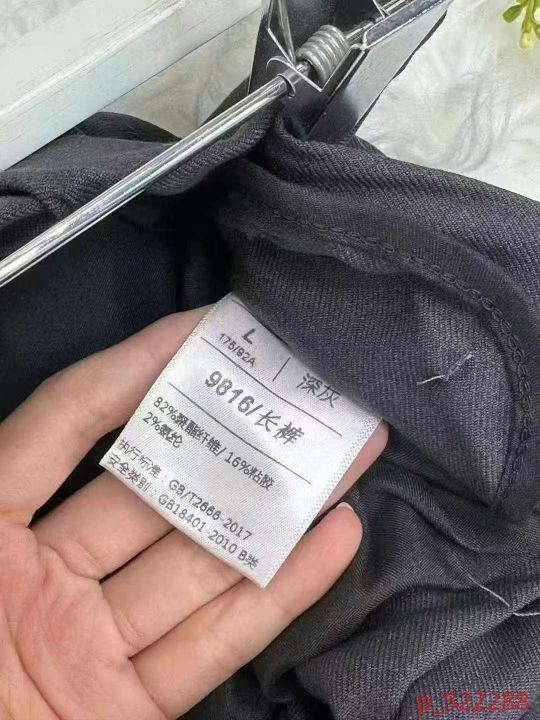 L | 深灰
175/92A
9816/长裤
82%聚酯纤维/16%粘胶
2%氨纶
执行标准：GB/T2666-2017
安全类别：GB18401-2010 B类
p_522288